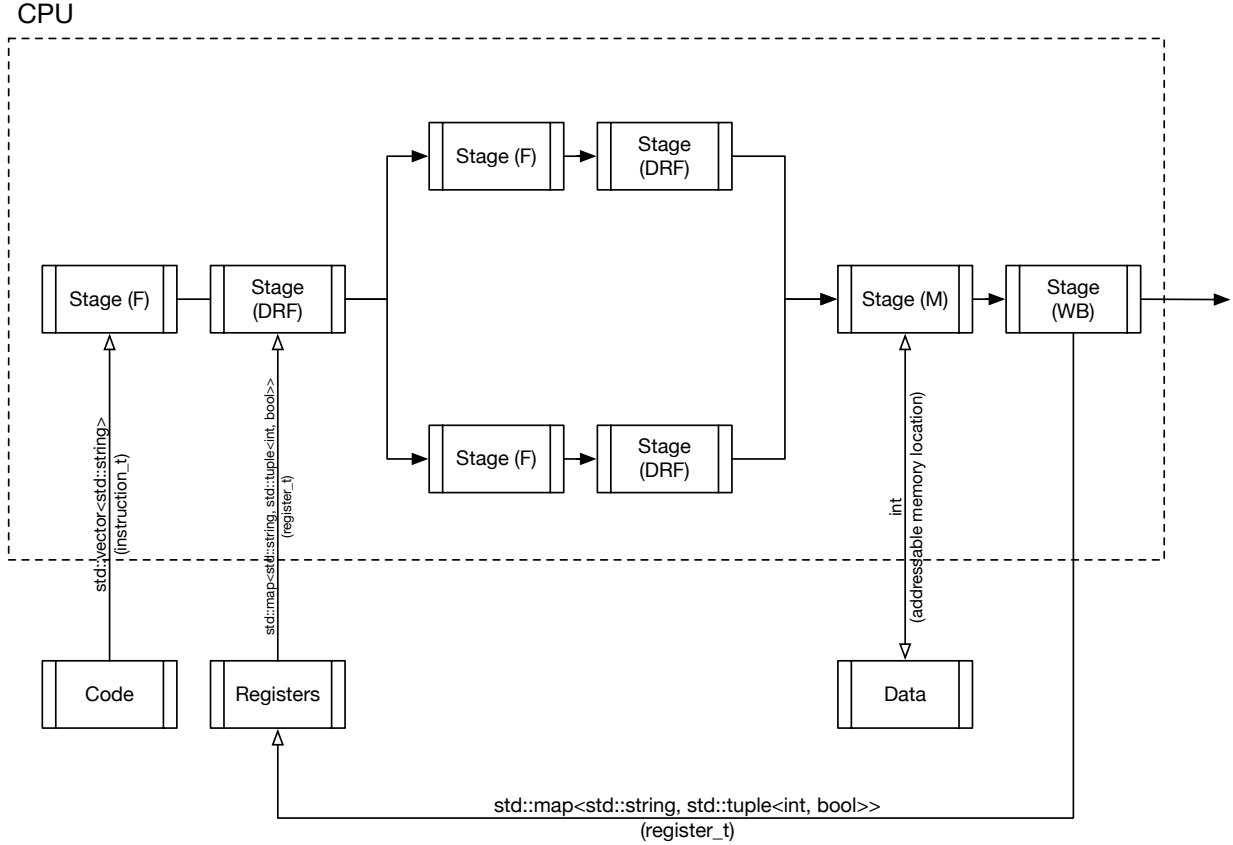 CPU
Stage (F)
Stage
(DRF)
Stage (F)
Stage
(DRF)
Stage (M)
Stage
(WB)
Stage (F)
Stage
(DRF)
std::vector<std::string>
(instruction_t)
std::map<std::string, std::tuple<int, bool>>
(register_t)
int
(addressable memory location)
Code
Registers
Data
std::map<std::string, std::tuple<int, bool>>
(register_t)